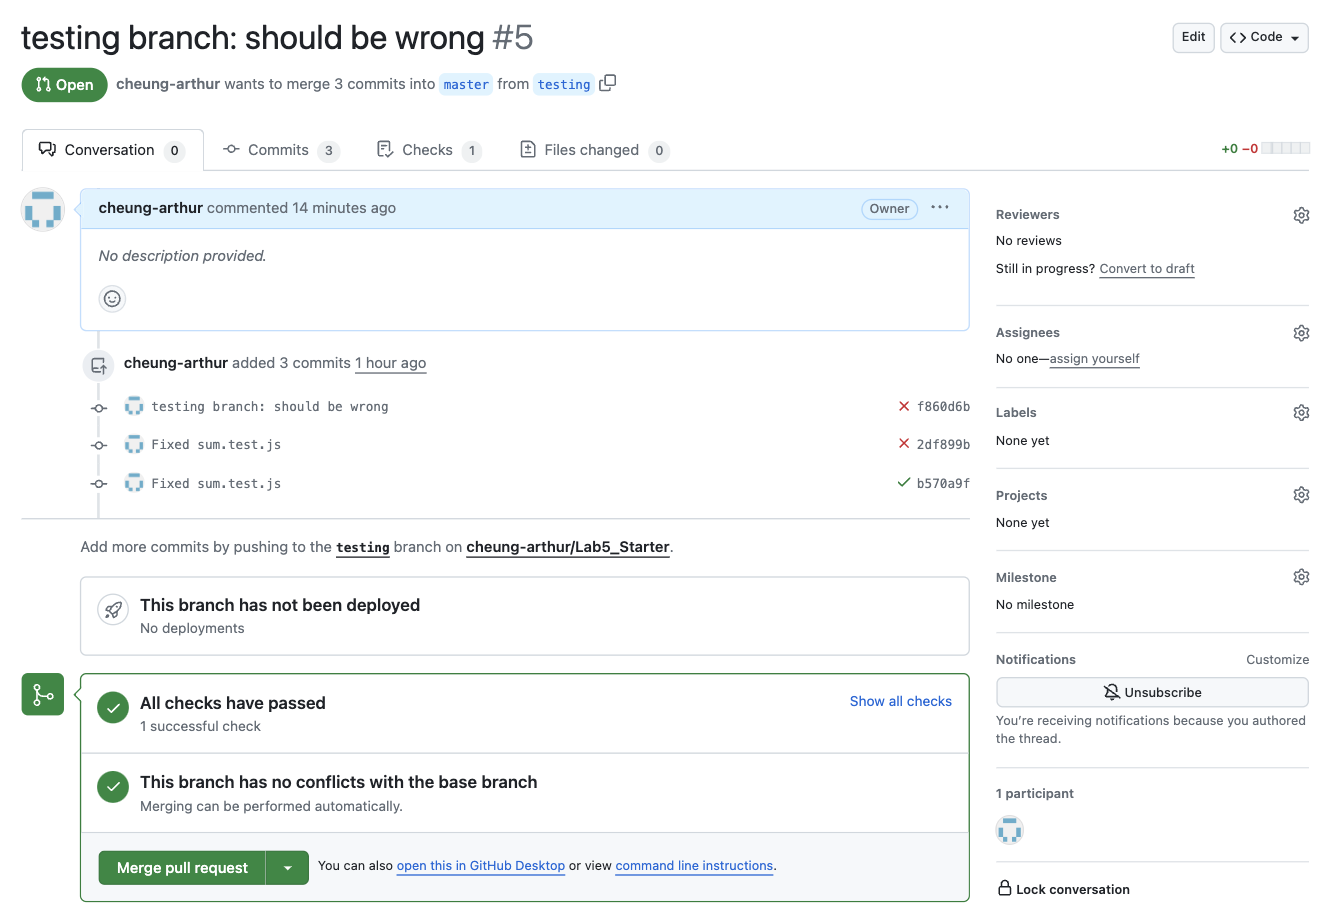 testing branch: should be wrong #5
Edit
<> Code
Open
cheung-arthur wants to merge 3 commits into master from testing
Conversation 0
Commits 3
Checks 1
Files changed 0
+0 −0
cheung-arthur commented 14 minutes ago
Owner
...
No description provided.
cheung-arthur added 3 commits 1 hour ago
testing branch: should be wrong f860d6b
Fixed sum.test.js 2df899b
Fixed sum.test.js b570a9f
Add more commits by pushing to the testing branch on cheung-arthur/Lab5_Starter.
This branch has not been deployed
No deployments
All checks have passed
1 successful check
Show all checks
This branch has no conflicts with the base branch
Merging can be performed automatically.
Merge pull request
You can also open this in GitHub Desktop or view command line instructions.
Reviewers
No reviews
Still in progress? Convert to draft
Assignees
No one—assign yourself
Labels
None yet
Projects
None yet
Milestone
No milestone
Notifications
Customize
Unsubscribe
You're receiving notifications because you authored
the thread.
1 participant
Lock conversation